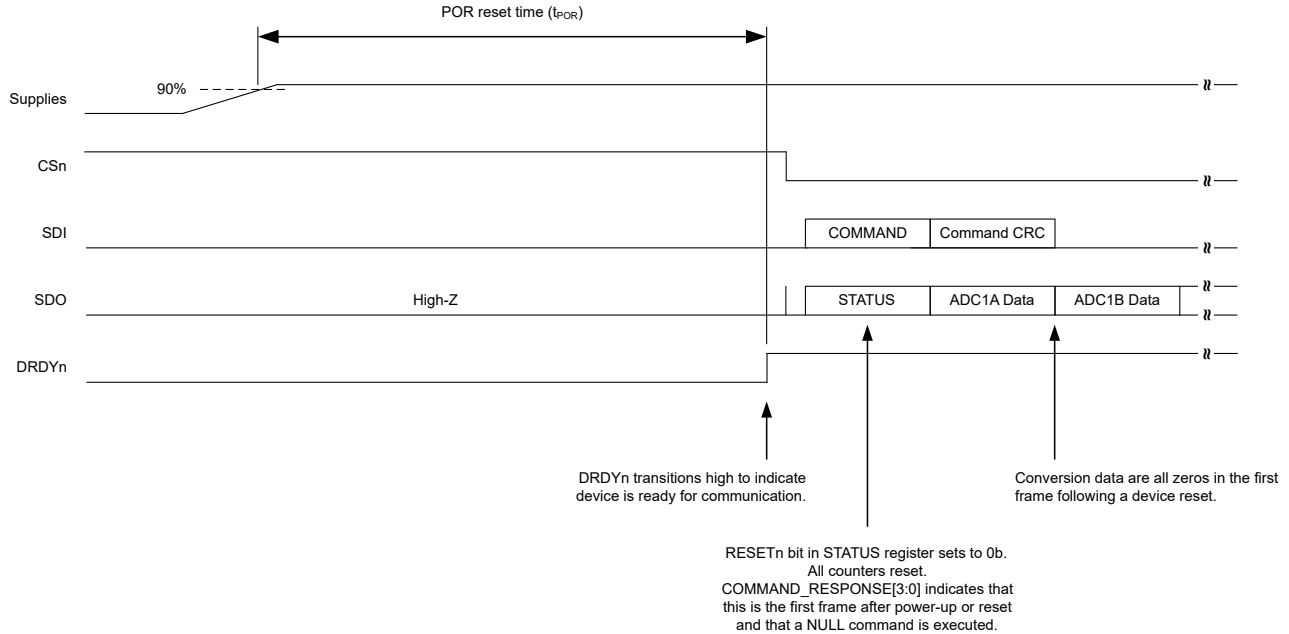 POR reset time (tPOR)
90%
Supplies
CSn
SDI
COMMAND
Command CRC
SDO
High-Z
STATUS
ADC1A Data
ADC1B Data
DRDYn
DRDYn transitions high to indicate
device is ready for communication.
Conversion data are all zeros in the first
frame following a device reset.
RESETn bit in STATUS register sets to 0b.
All counters reset.
COMMAND_RESPONSE[3:0] indicates that
this is the first frame after power-up or reset
and that a NULL command is executed.